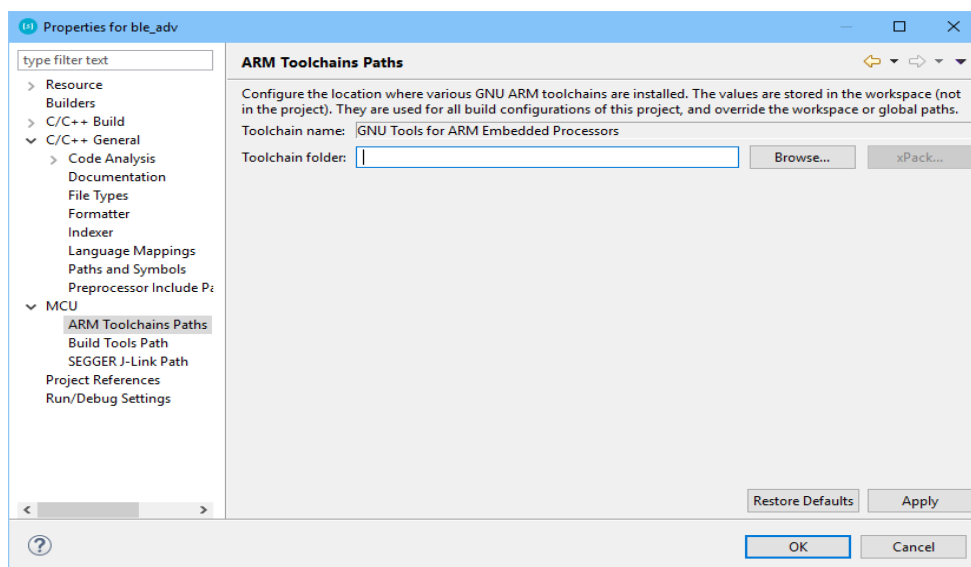 Properties for ble_adv
type filter text
Resource
Builders
C/C++ Build
C/C++ General
Code Analysis
Documentation
File Types
Formatter
Indexer
Language Mappings
Paths and Symbols
Preprocessor Include Pa
MCU
ARM Toolchains Paths
Build Tools Path
SEGGER J-Link Path
Project References
Run/Debug Settings
ARM Toolchains Paths
Configure the location where various GNU ARM toolchains are installed. The values are stored in the workspace (not
in the project). They are used for all build configurations of this project, and override the workspace or global paths.
Toolchain name: GNU Tools for ARM Embedded Processors
Toolchain folder: Browse... xPack...
Restore Defaults Apply
OK Cancel